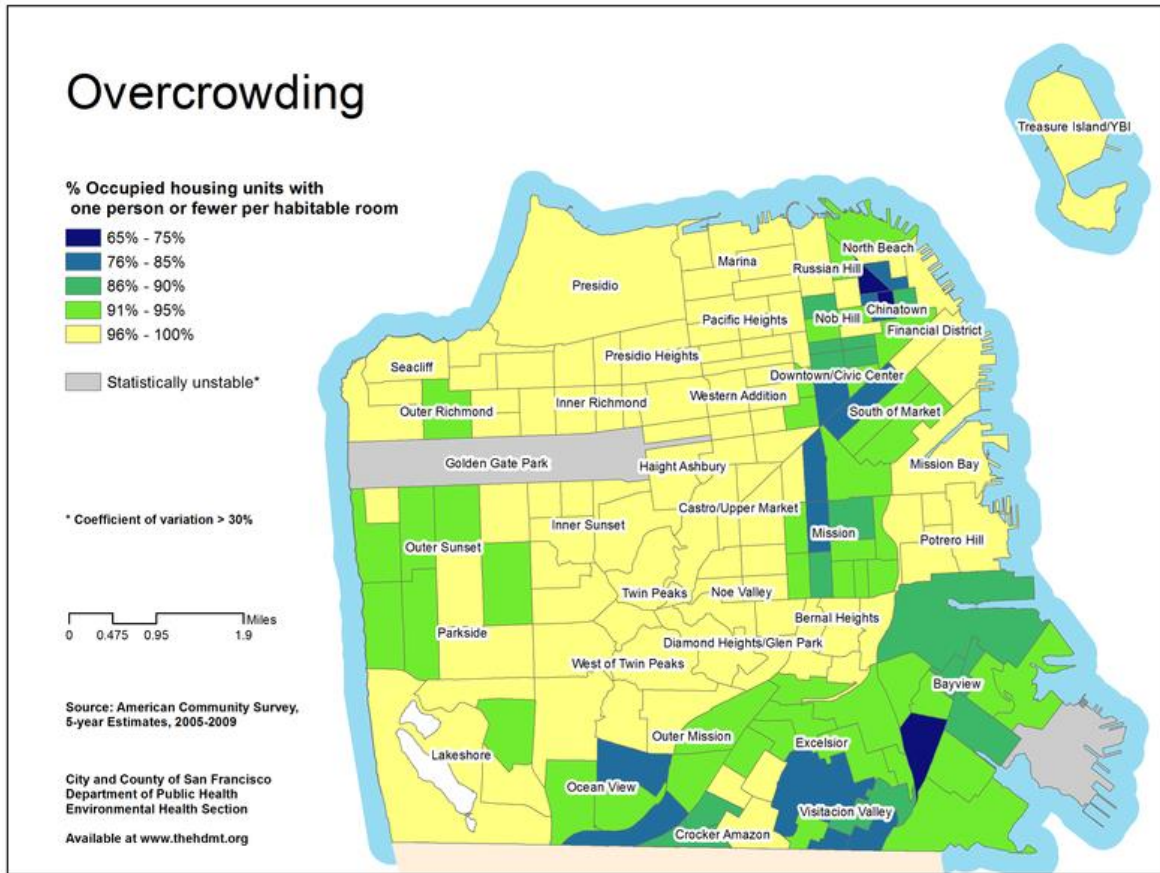 Overcrowding
% Occupied housing units with
one person or fewer per habitable room
65% - 75%
76% - 85%
86% - 90%
91% - 95%
96% - 100%
Statistically unstable*
* Coefficient of variation > 30%
Miles
0 0.475 0.95 1.9
Source: American Community Survey,
5-year Estimates, 2005-2009
City and County of San Francisco
Department of Public Health
Environmental Health Section
Available at www.thehdmt.org
Treasure Island/YBI
North Beach
Marina
Russian Hill
Presidio
Chinatown
Pacific Heights
Nob Hill
Financial District
Presidio Heights
Seacliff
Downtown/Civic Center
Western Addition
Inner Richmond
Outer Richmond
South of Market
Golden Gate Park
Haight Ashbury
Mission Bay
Castro/Upper Market
Inner Sunset
Mission
Potrero Hill
Outer Sunset
Twin Peaks
Noe Valley
Bernal Heights
Parkside
Diamond Heights/Glen Park
West of Twin Peaks
Bayview
Outer Mission
Excelsior
Lakeshore
Ocean View
Visitacion Valley
Crocker Amazon